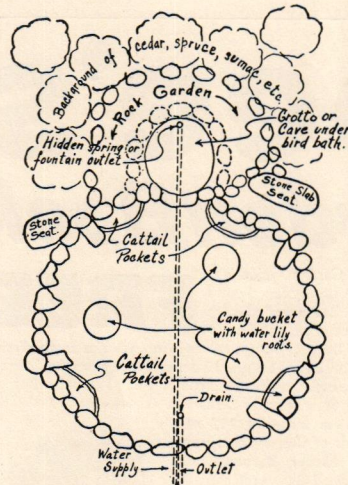 Background of cedar, spruce, sumac, etc.
Rock Garden
Hidden spring or
fountain outlet
Grotto or
Cave under
bird bath.
Stone Slab
Seat
Stone
Seat.
Cattail
Pockets
Candy bucket
with water lily
roots.
Cattail
Pockets
Drain.
Water
Supply
Outlet